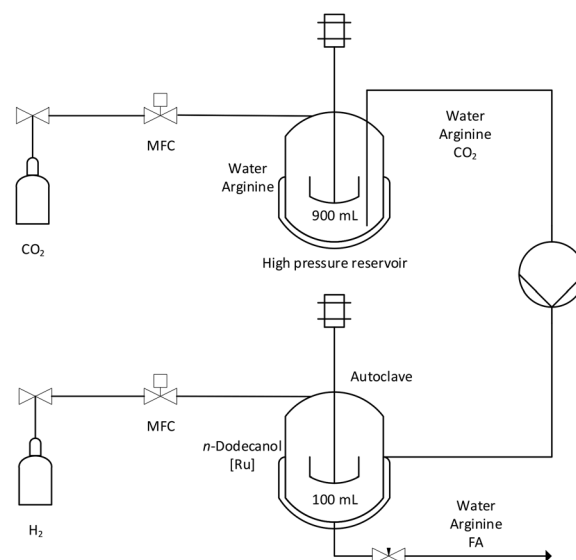 Water
Arginine
CO₂
MFC
Water
Arginine
900 mL
CO₂
High pressure reservoir
Autoclave
MFC
n-Dodecanol
[Ru]
100 mL
H₂
Water
Arginine
FA